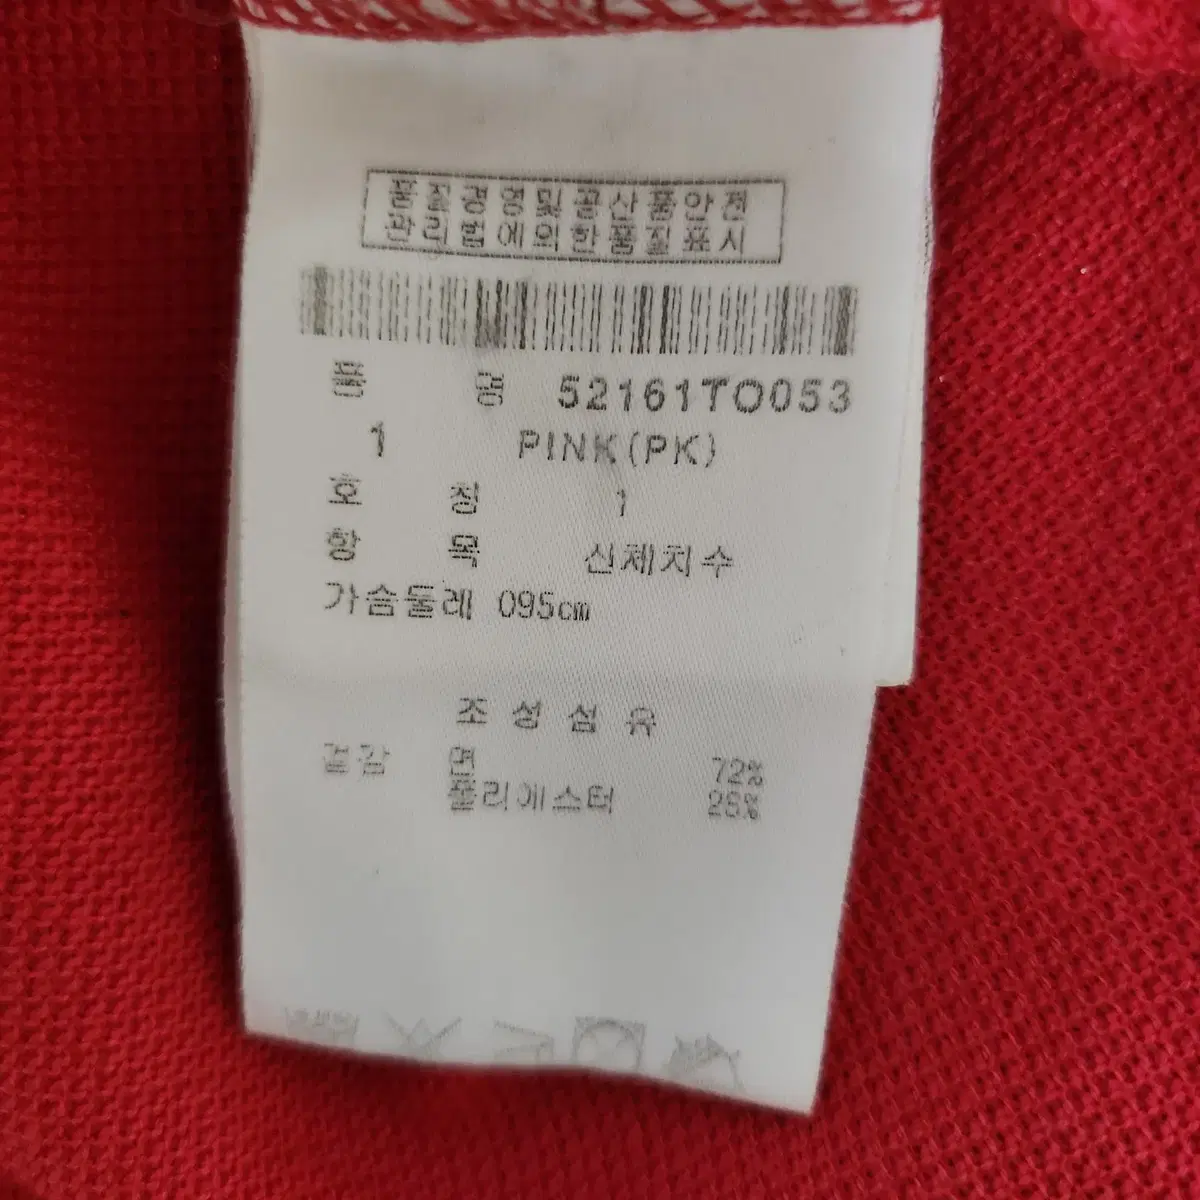 품질경영및공산품안전
관리법에의한품질표시
품 명 52161TO053
1 PINK(PK)
호 칭 1
항 목 신체치수
가슴둘레 095cm
조성섬유
겉감 면 72%
폴리에스터 28%